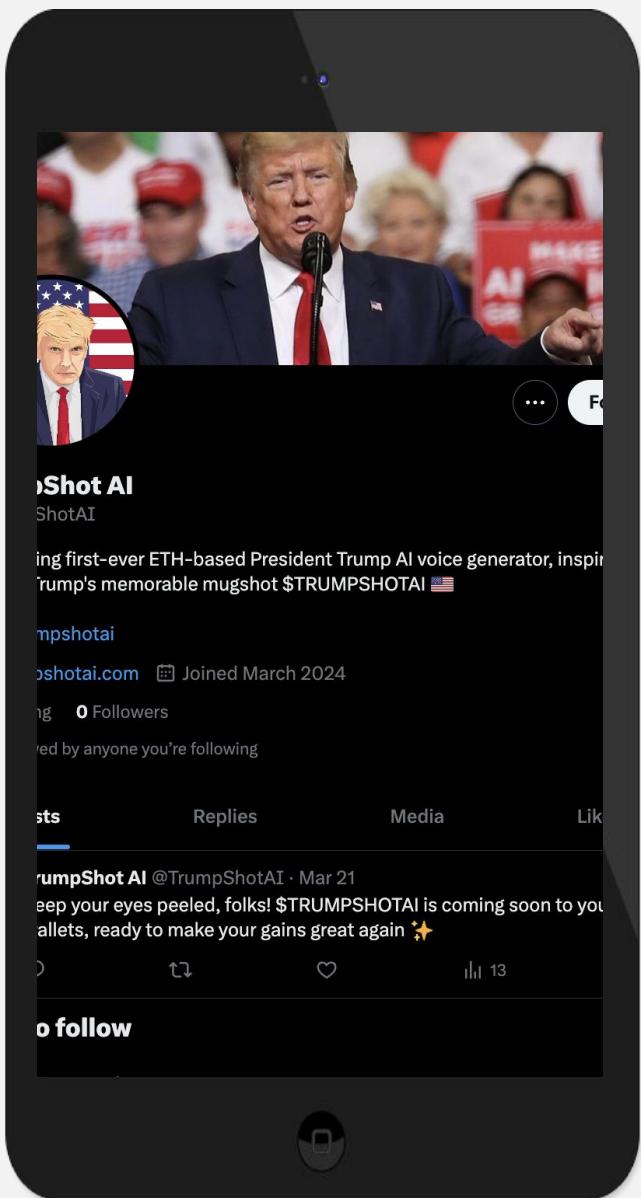 MAKE
pShot AI
Fo
ShotAI
ing first-ever ETH-based President Trump AI voice generator, inspir
Trump's memorable mugshot $TRUMPSHOTAI 🇺🇸
mpshotai
pshotai.com Joined March 2024
ng 0 Followers
ved by anyone you're following
sts Replies Media Lik
rumpShot AI @TrumpShotAI · Mar 21
eep your eyes peeled, folks! $TRUMPSHOTAI is coming soon to you
allets, ready to make your gains great again ✨
13
o follow